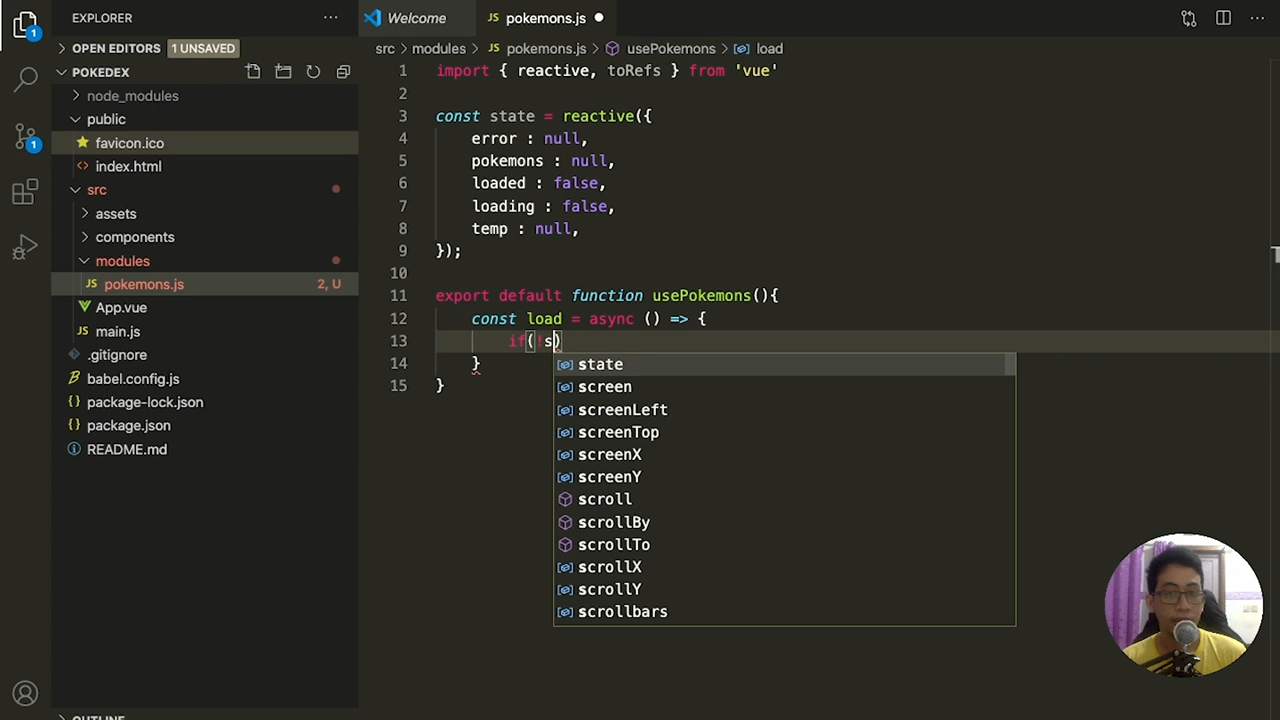 EXPLORER
OPEN EDITORS 1 UNSAVED
POKEDEX
node_modules
public
favicon.ico
index.html
src
assets
components
modules
JS pokemons.js 2, U
App.vue
JS main.js
.gitignore
babel.config.js
package-lock.json
package.json
README.md
OUTLINE
1
1
Welcome
JS pokemons.js
src > modules > JS pokemons.js > usePokemons > load
1 import { reactive, toRefs } from 'vue'
2
3 const state = reactive({
4 error : null,
5 pokemons : null,
6 loaded : false,
7 loading : false,
8 temp : null,
9 });
10
11 export default function usePokemons(){
12 const load = async () => {
13 if(!s)
14 }
15 }
state
screen
screenLeft
screenTop
screenX
screenY
scroll
scrollBy
scrollTo
scrollX
scrollY
scrollbars